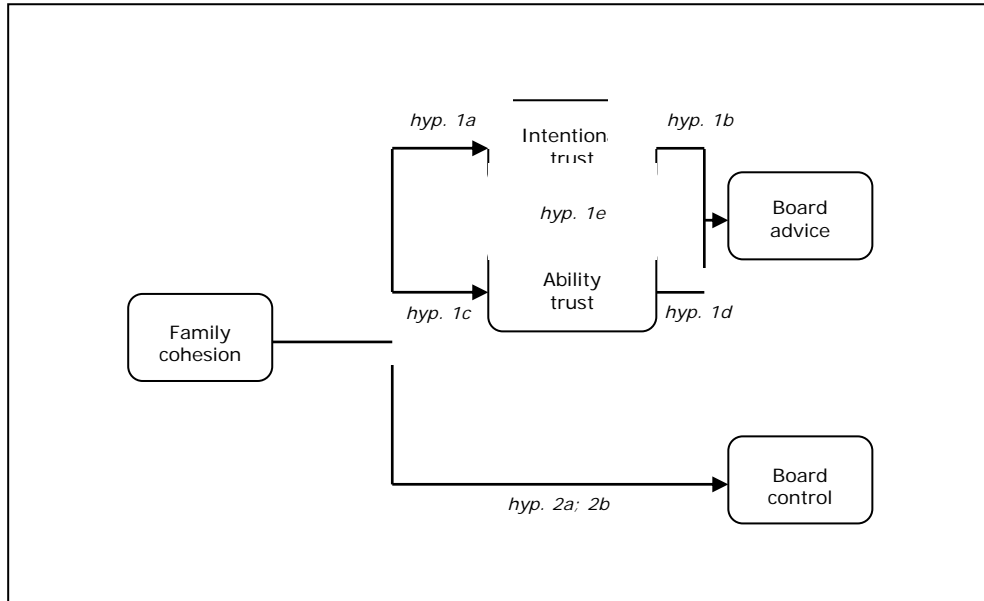 hyp. 1a
hyp. 1b
trust
Board
advice
hyp. 1e
Ability
trust
hyp. 1c
hyp. 1d
Family
cohesion
Board
control
hyp. 2a; 2b